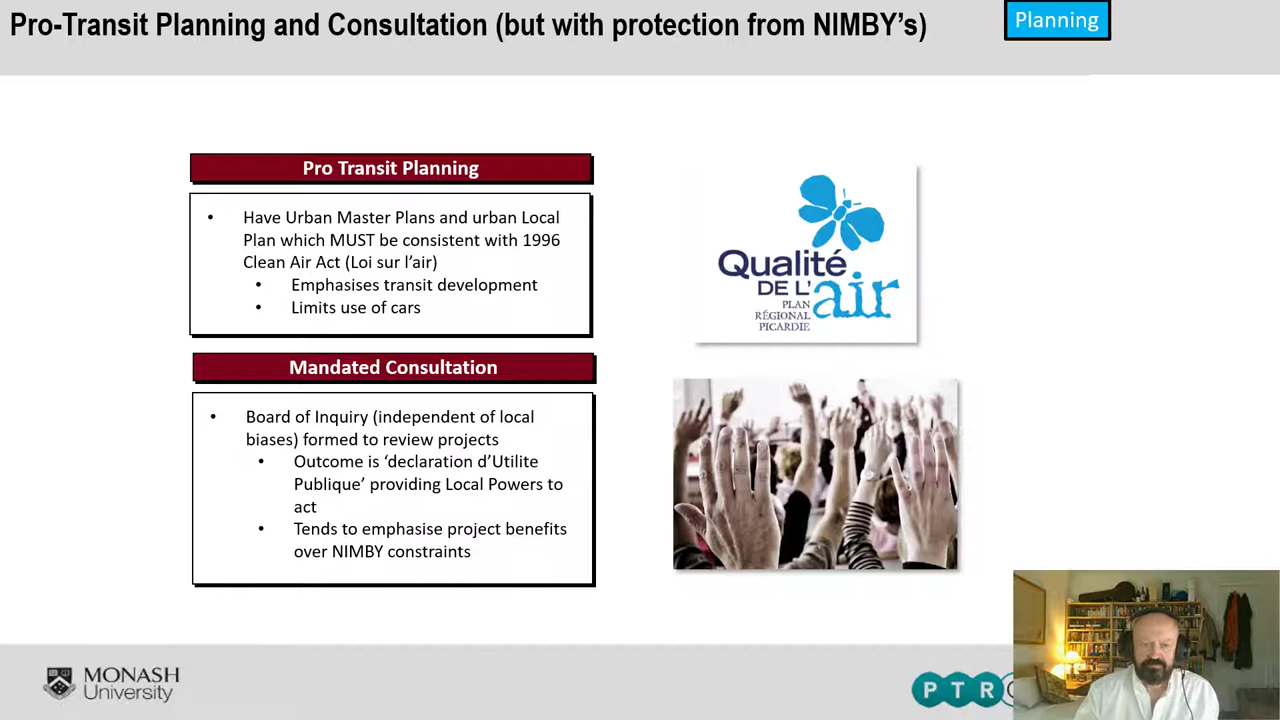 Pro-Transit Planning and Consultation (but with protection from NIMBY’s)
Planning
Pro Transit Planning
• Have Urban Master Plans and urban Local
Plan which MUST be consistent with 1996
Clean Air Act (Loi sur l’air)
• Emphasises transit development
• Limits use of cars
Qualité
DE L’air
PLAN
RÉGIONAL
PICARDIE
Mandated Consultation
• Board of Inquiry (independent of local
biases) formed to review projects
• Outcome is ‘declaration d’Utilite
Publique’ providing Local Powers to
act
• Tends to emphasise project benefits
over NIMBY constraints
MONASH
University
PTR